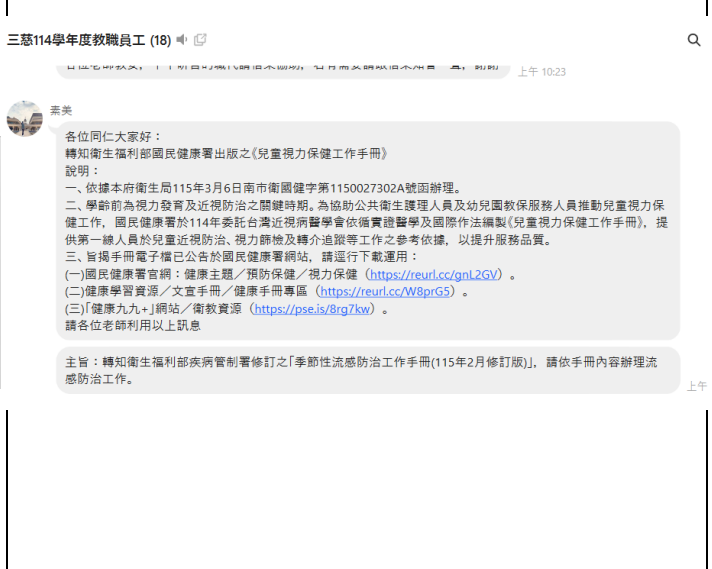 三慈114學年度教職員工 (18)
上午 10:23
素美
各位同仁大家好：
轉知衛生福利部國民健康署出版之《兒童視力保健工作手冊》
說明：
一、依據本府衛生局115年3月6日南市衛國健字第1150027302A號函辦理。
二、學齡前為視力發育及近視防治之關鍵時期。為協助公共衛生護理人員及幼兒園教保服務人員推動兒童視力保
健工作，國民健康署於114年委託台灣近視病醫學會依循實證醫學及國際作法編製《兒童視力保健工作手冊》，提
供第一線人員於兒童近視防治、視力篩檢及轉介追蹤等工作之參考依據，以提升服務品質。
三、旨揭手冊電子檔已公告於國民健康署網站，請逕行下載運用：
(一)國民健康署官網：健康主題／預防保健／視力保健（https://reurl.cc/gnL2GV）。
(二)健康學習資源／文宣手冊／健康手冊專區（https://reurl.cc/W8prG5）。
(三)「健康九九+」網站／衛教資源（https://pse.is/8rg7kw）。
請各位老師利用以上訊息
主旨：轉知衛生福利部疾病管制署修訂之「季節性流感防治工作手冊(115年2月修訂版)」，請依手冊內容辦理流
感防治工作。
上午